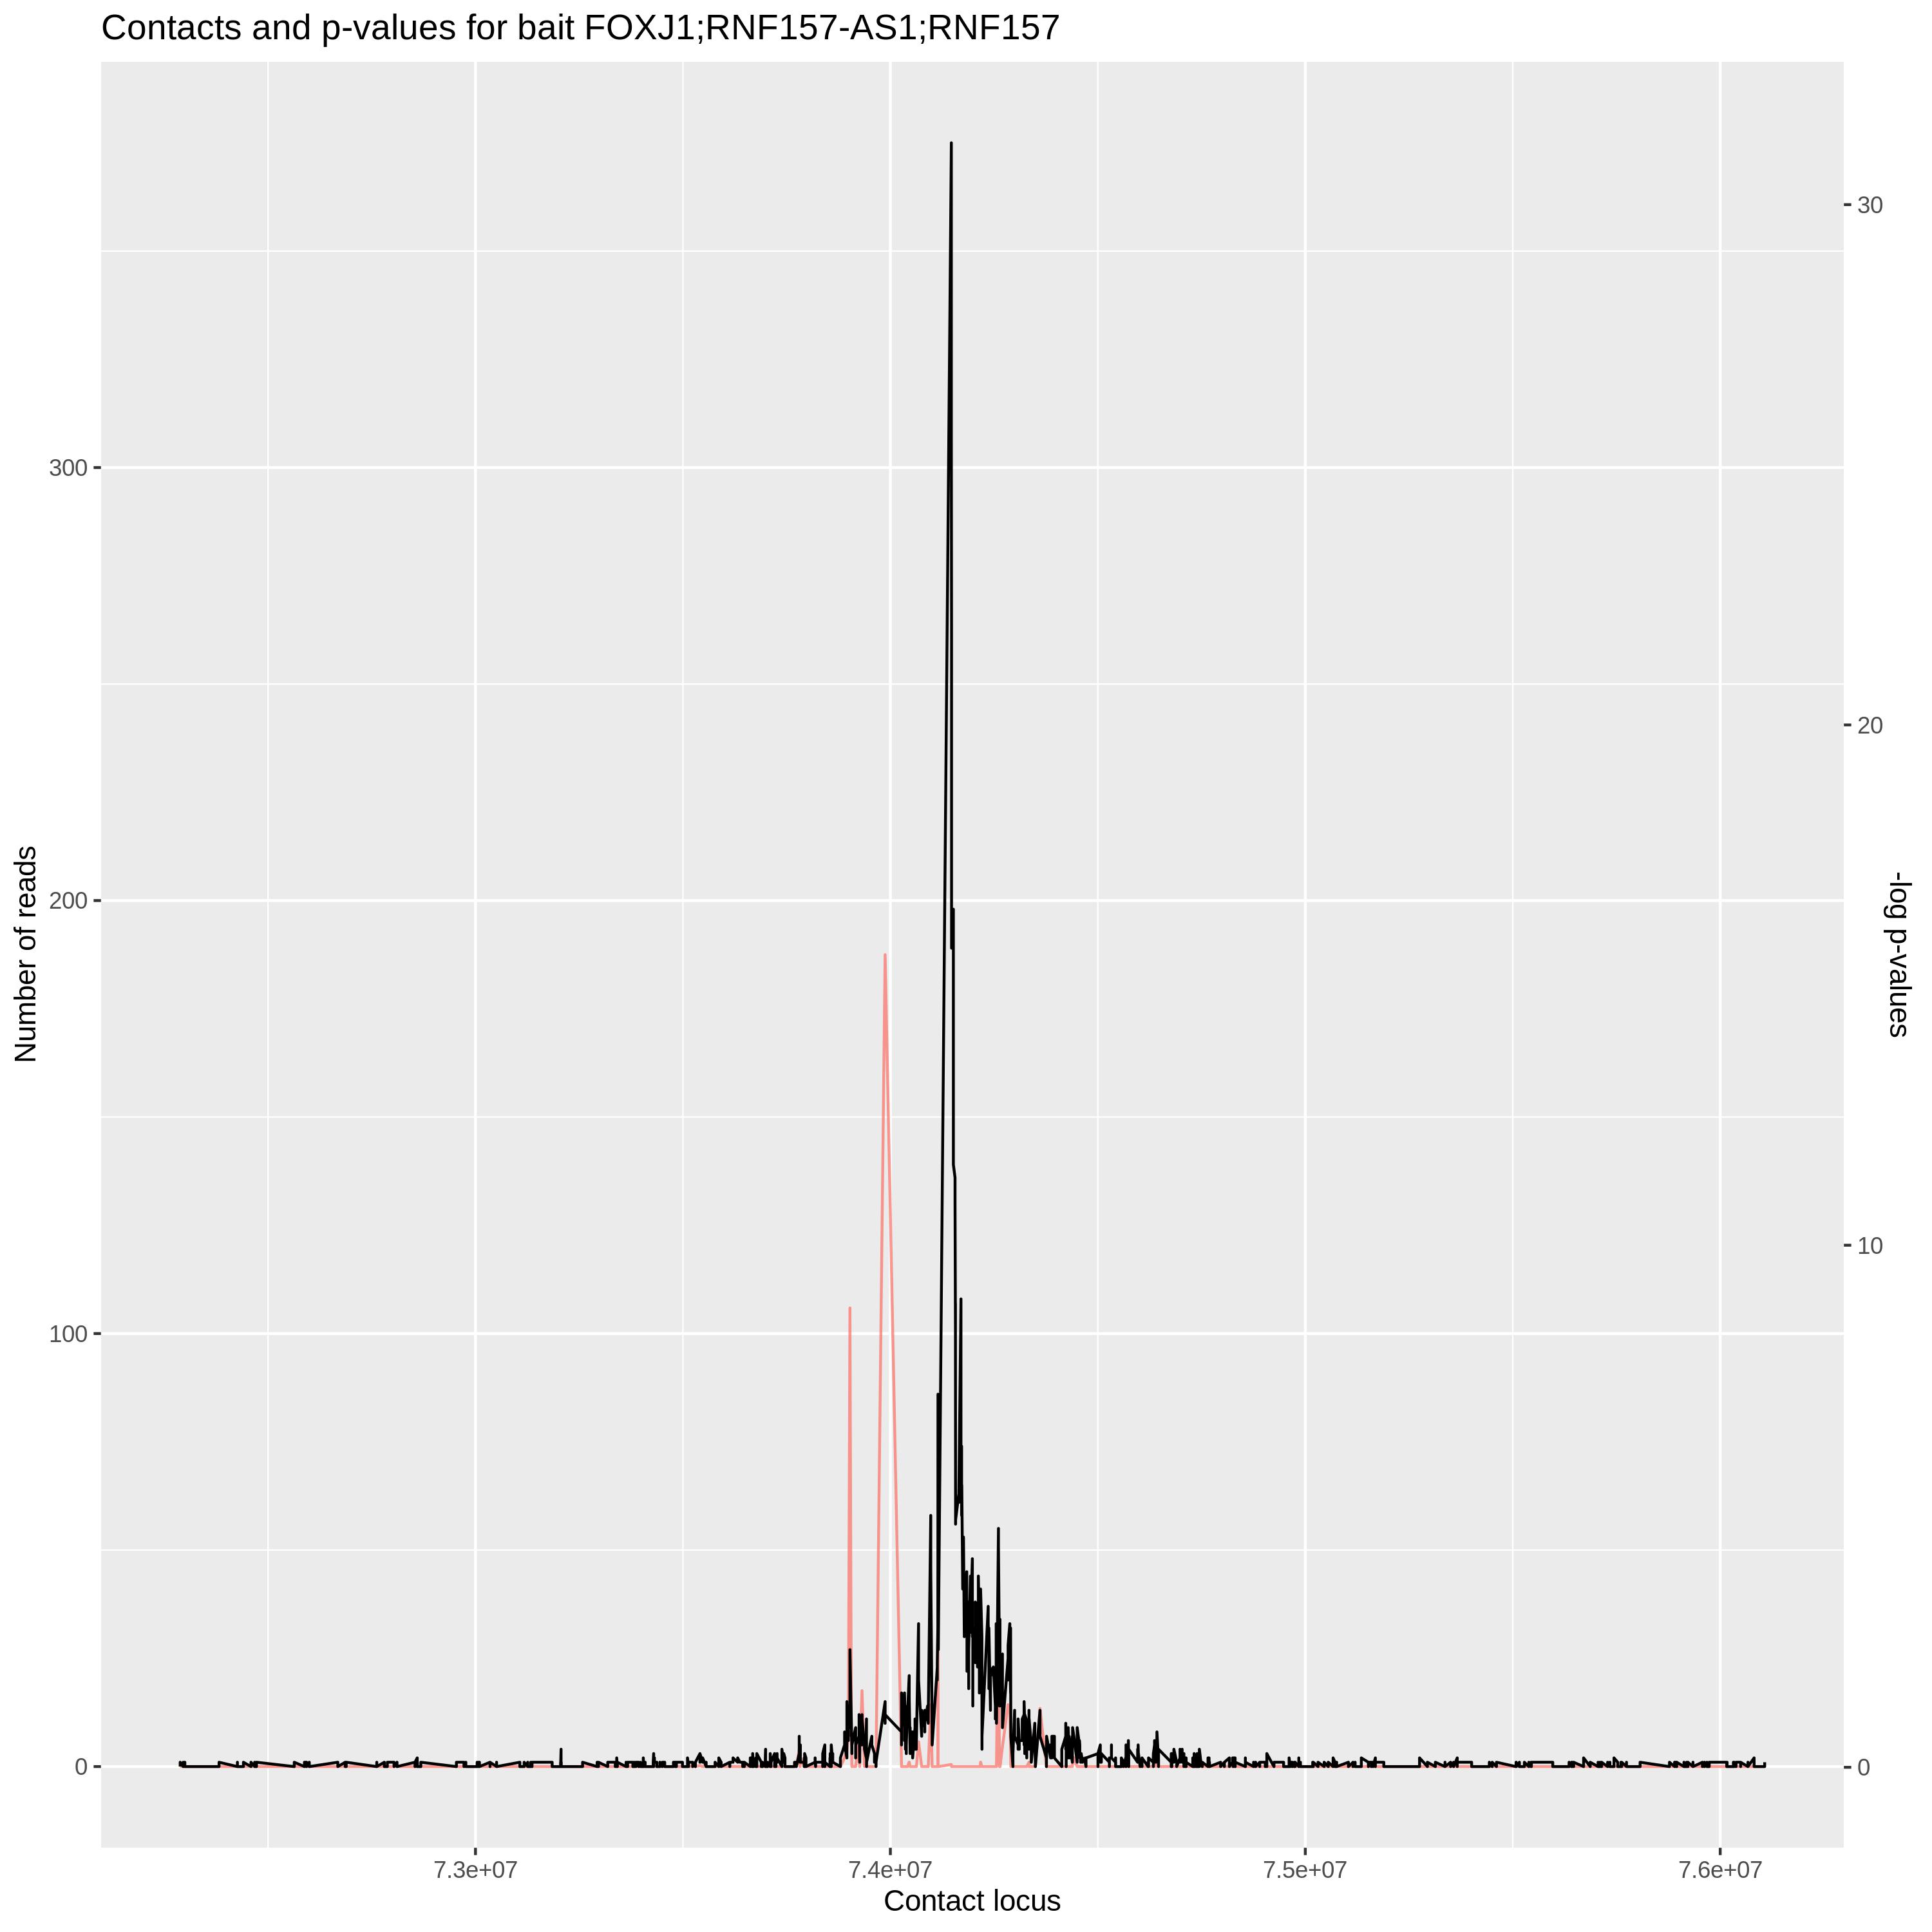 Contacts and p-values for bait FOXJ1;RNF157-AS1;RNF157
Number of reads
300
200
100
0
30
20
10
0
-log p-values
7.3e+07 7.4e+07 7.5e+07 7.6e+07
Contact locus